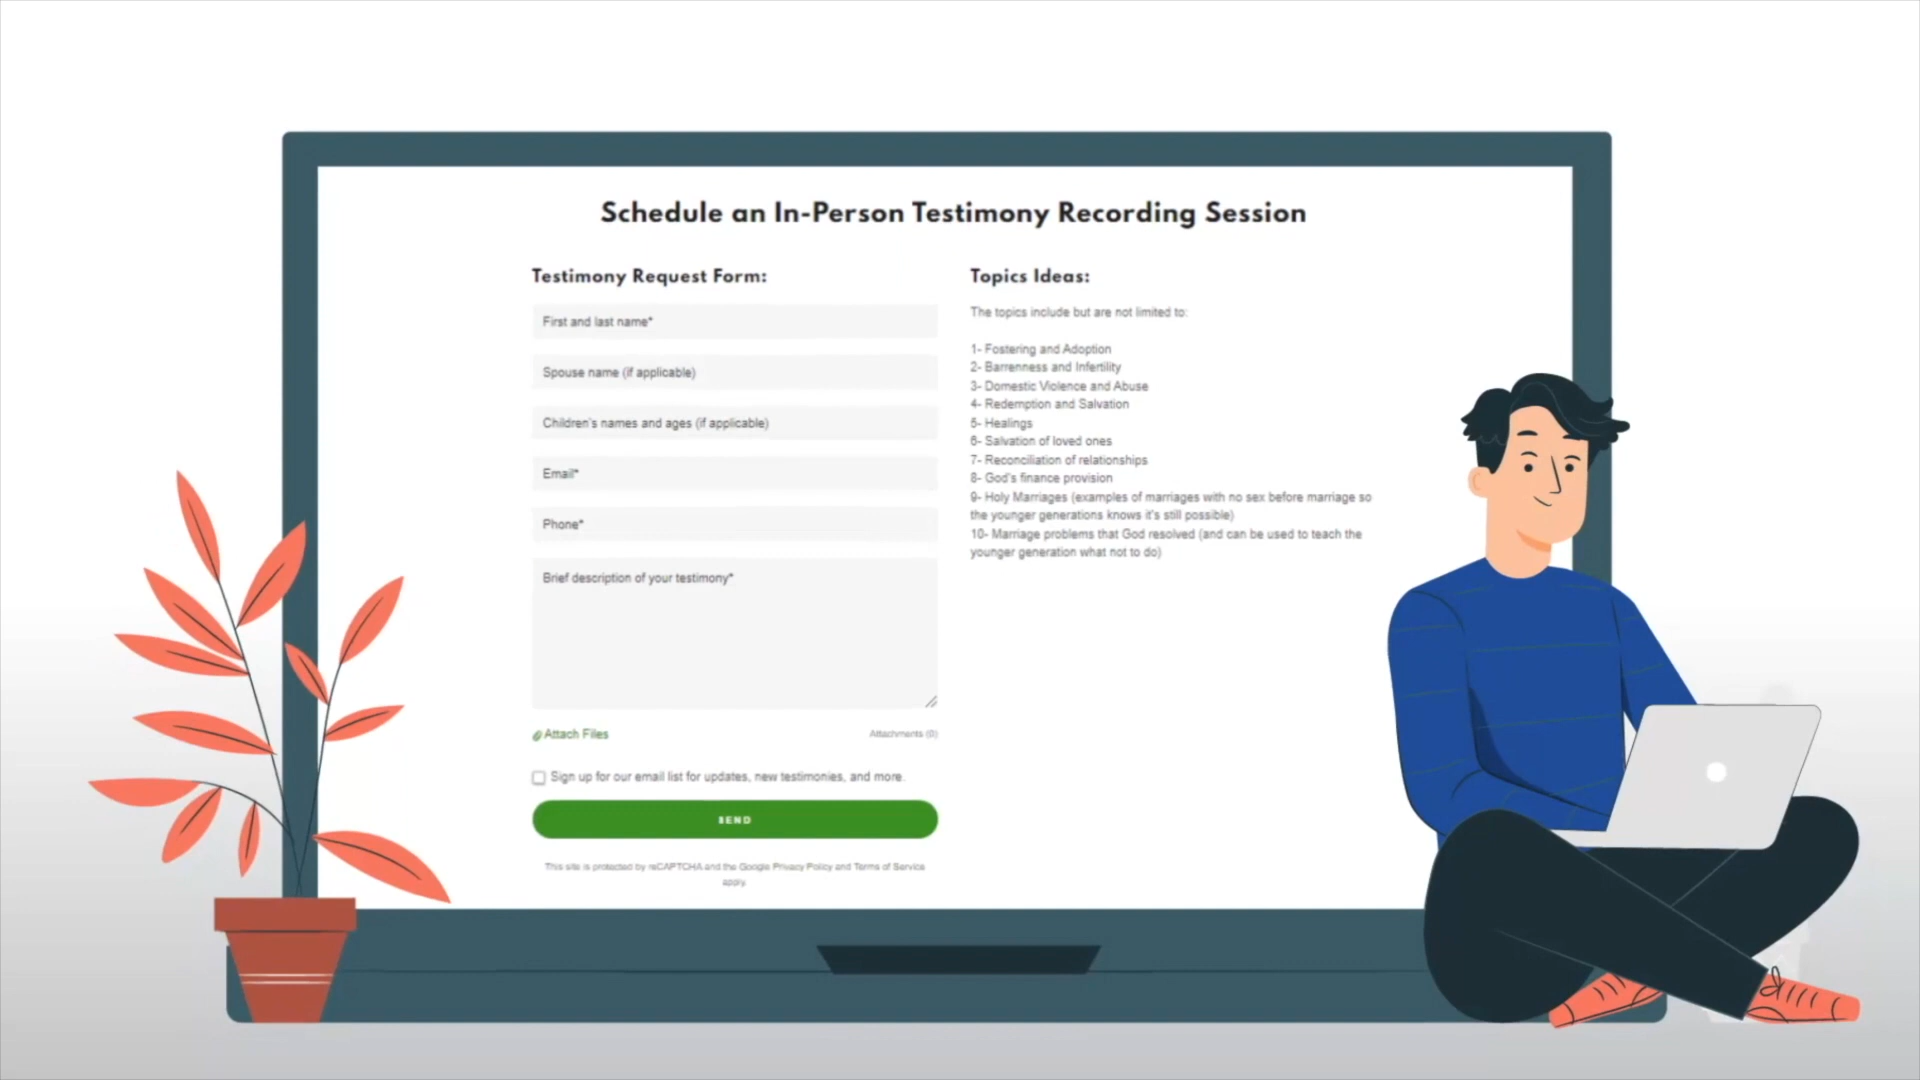 Schedule an In-Person Testimony Recording Session
Testimony Request Form:
First and last name*
Spouse name (if applicable)
Children's names and ages (if applicable)
Email*
Phone*
Brief description of your testimony*
Attach Files
Attachments (0)
Sign up for our email list for updates, new testimonies, and more.
SEND
This site is protected by reCAPTCHA and the Google Privacy Policy and Terms of Service
apply.
Topics Ideas:
The topics include but are not limited to:
1- Fostering and Adoption
2- Barrenness and Infertility
3- Domestic Violence and Abuse
4- Redemption and Salvation
5- Healings
6- Salvation of loved ones
7- Reconciliation of relationships
8- God's finance provision
9- Holy Marriages (examples of marriages with no sex before marriage so
the younger generations knows it's still possible)
10- Marriage problems that God resolved (and can be used to teach the
younger generation what not to do)